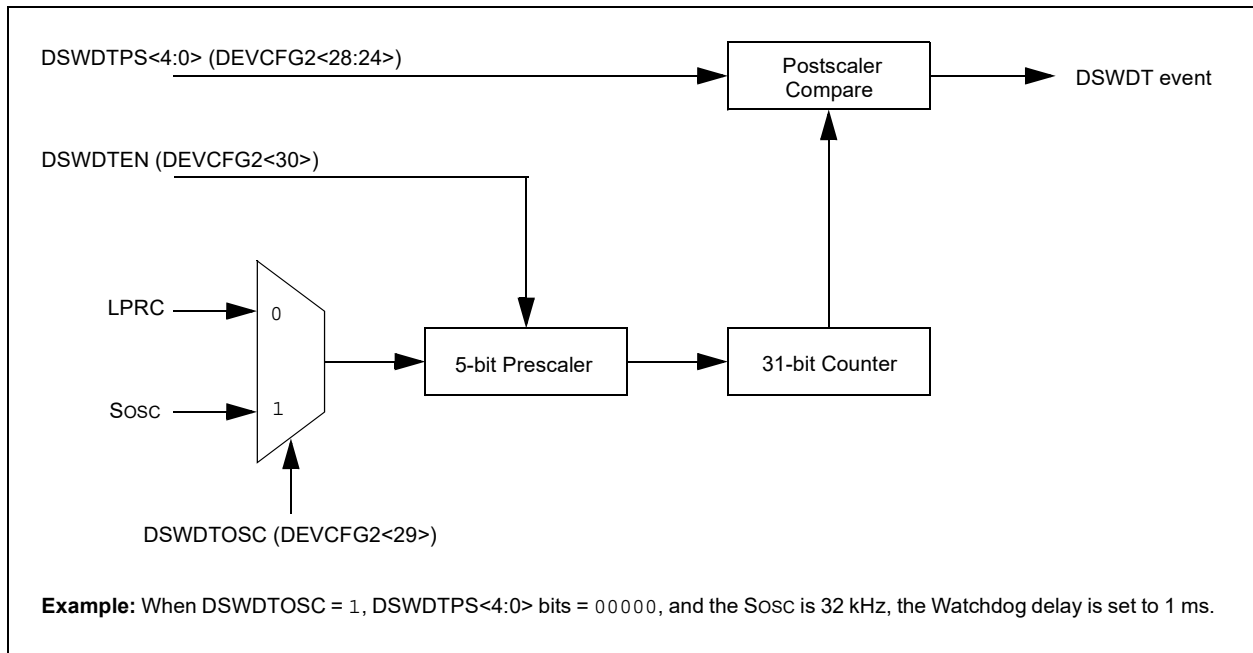 DSWDTPS<4:0> (DEVCFG2<28:24>)
Postscaler
Compare
DSWDT event
DSWDTEN (DEVCFG2<30>)
LPRC
0
5-bit Prescaler
31-bit Counter
SOSC
1
DSWDTOSC (DEVCFG2<29>)
Example: When DSWDTOSC = 1, DSWDTPS<4:0> bits = 00000, and the SOSC is 32 kHz, the Watchdog delay is set to 1 ms.